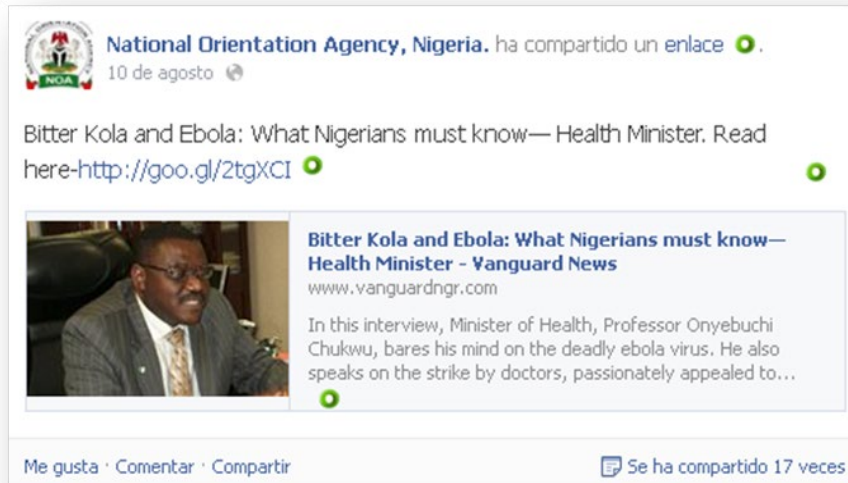 National Orientation Agency, Nigeria. ha compartido un enlace.
10 de agosto
NOA
Bitter Kola and Ebola: What Nigerians must know— Health Minister. Read
here-http://goo.gl/2tgXCI
Bitter Kola and Ebola: What Nigerians must know—
Health Minister - Vanguard News
www.vanguardngr.com
In this interview, Minister of Health, Professor Onyebuchi
Chukwu, bares his mind on the deadly ebola virus. He also
speaks on the strike by doctors, passionately appealed to...
Me gusta · Comentar · Compartir
Se ha compartido 17 veces